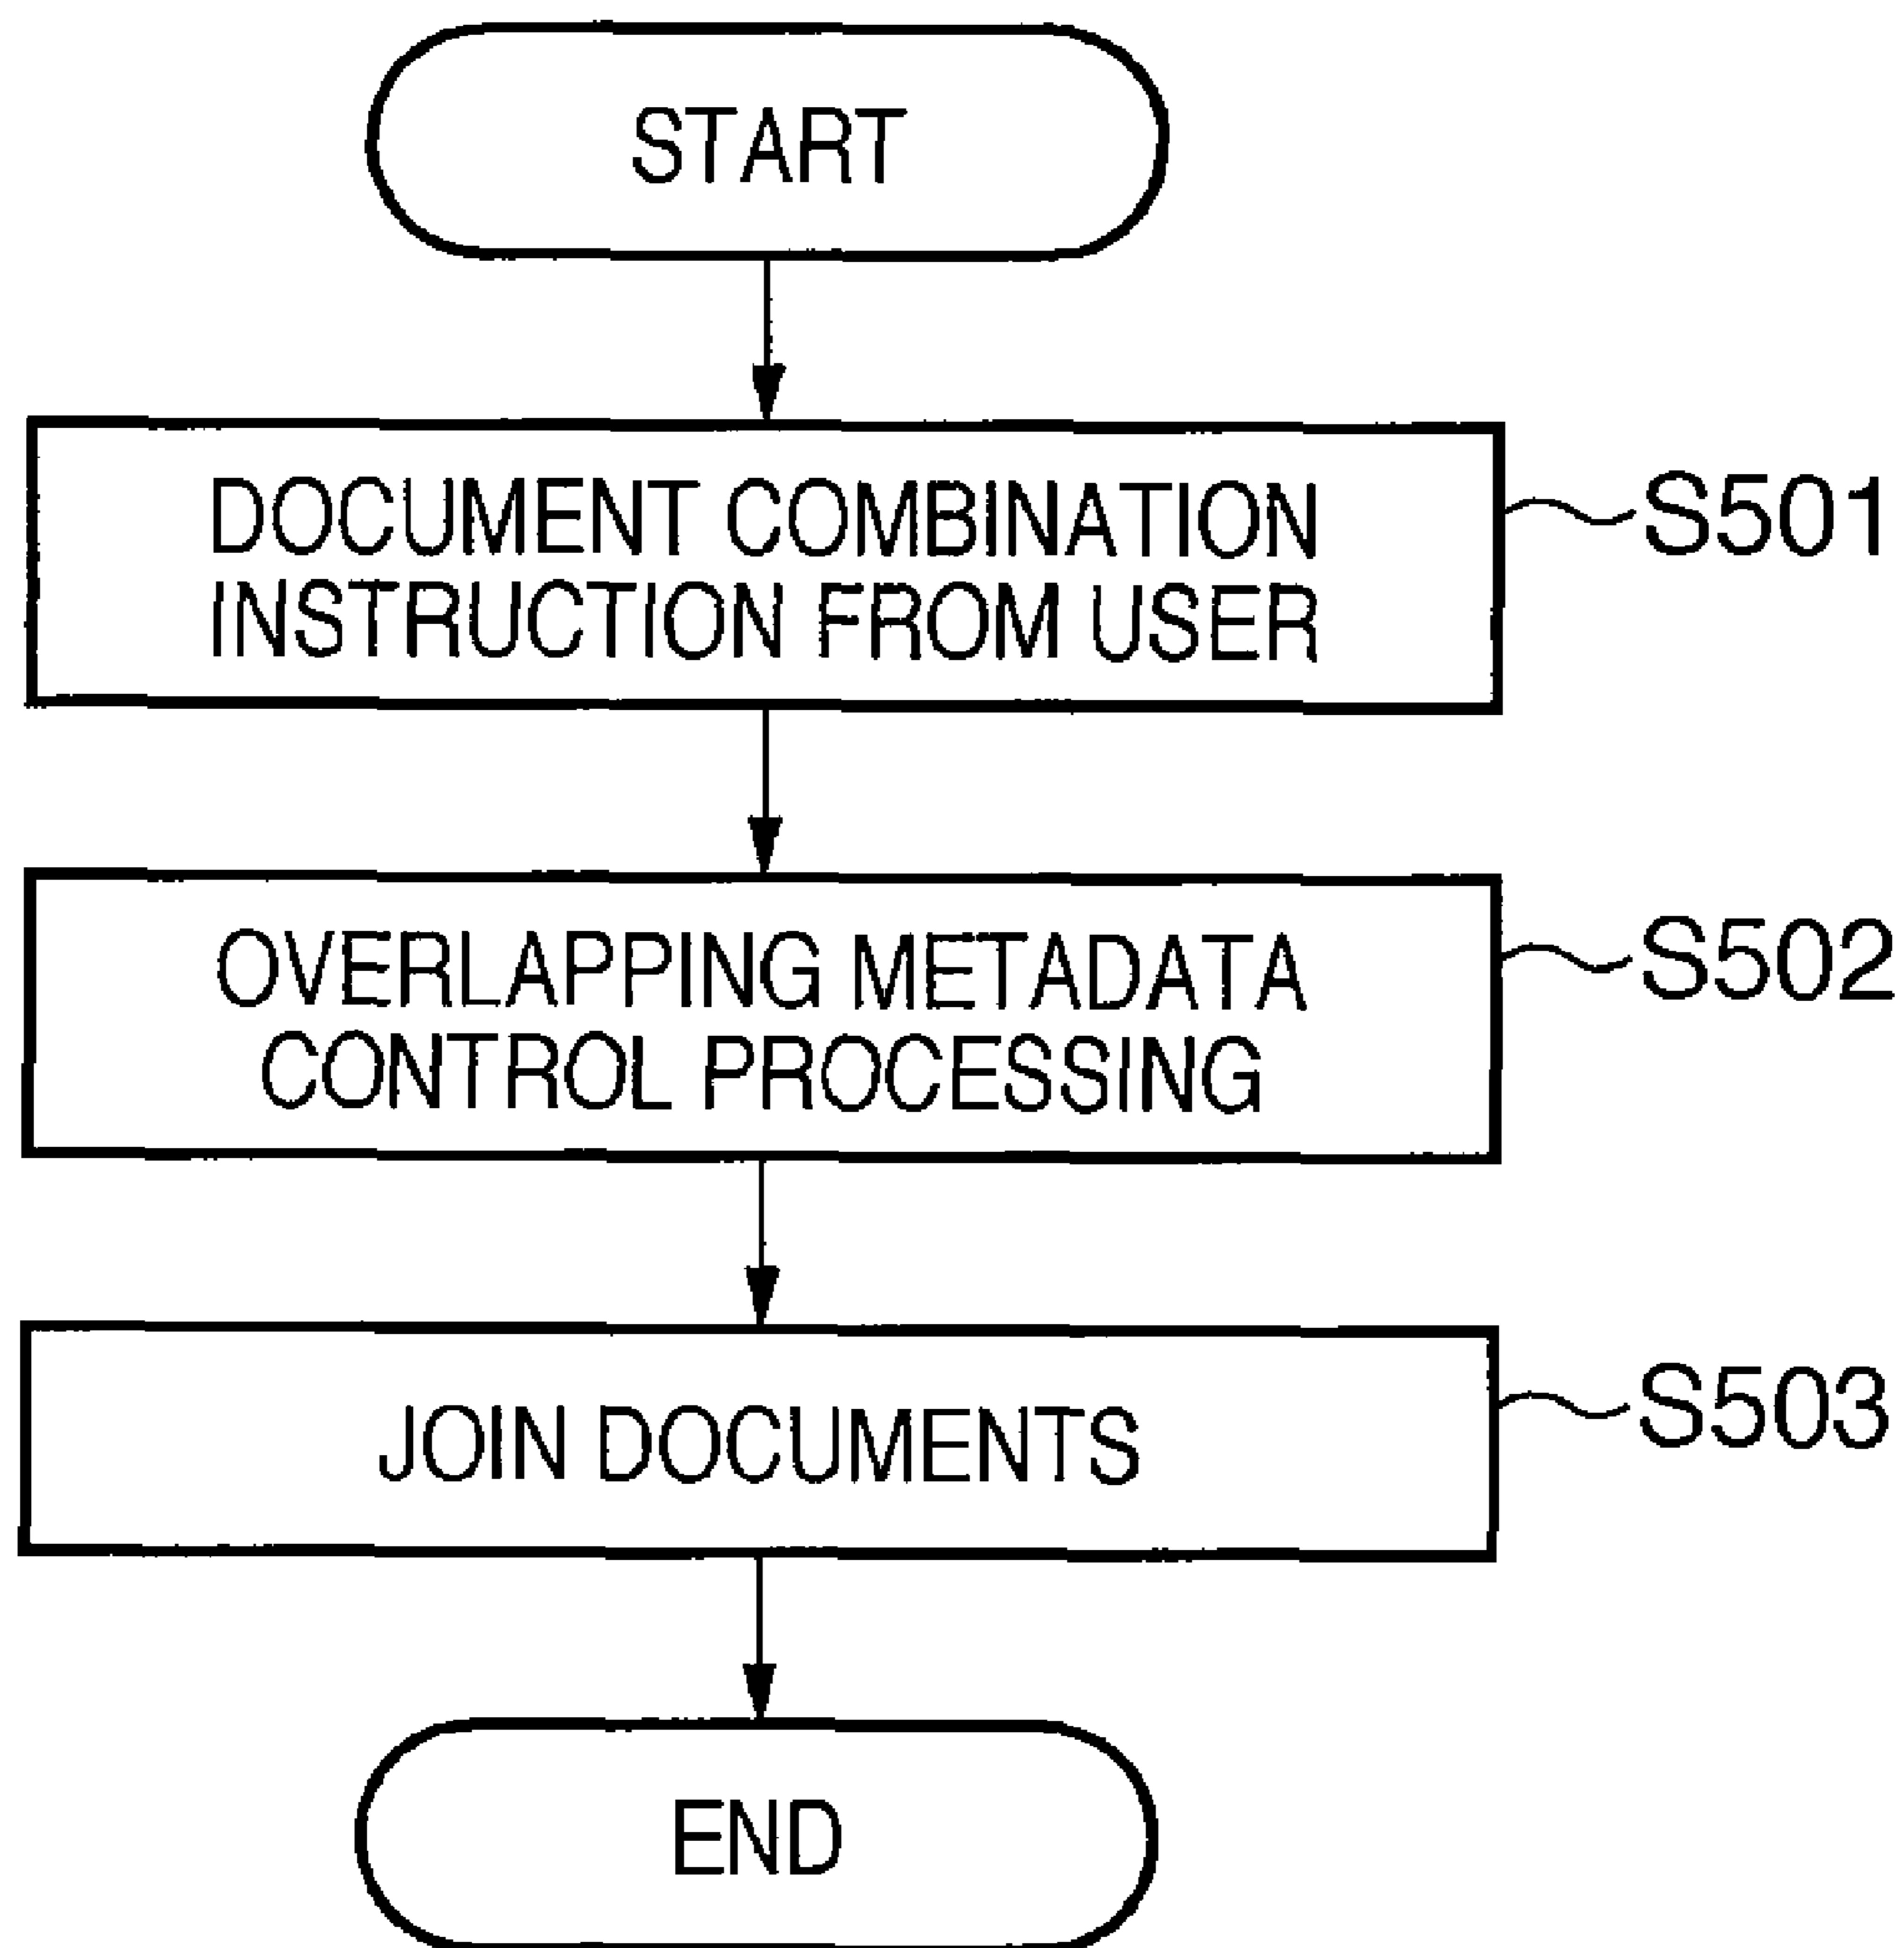 START
DOCUMENT COMBINATION
INSTRUCTION FROM USER
S501
OVERLAPPING METADATA
CONTROL PROCESSING
S502
JOIN DOCUMENTS
S503
END